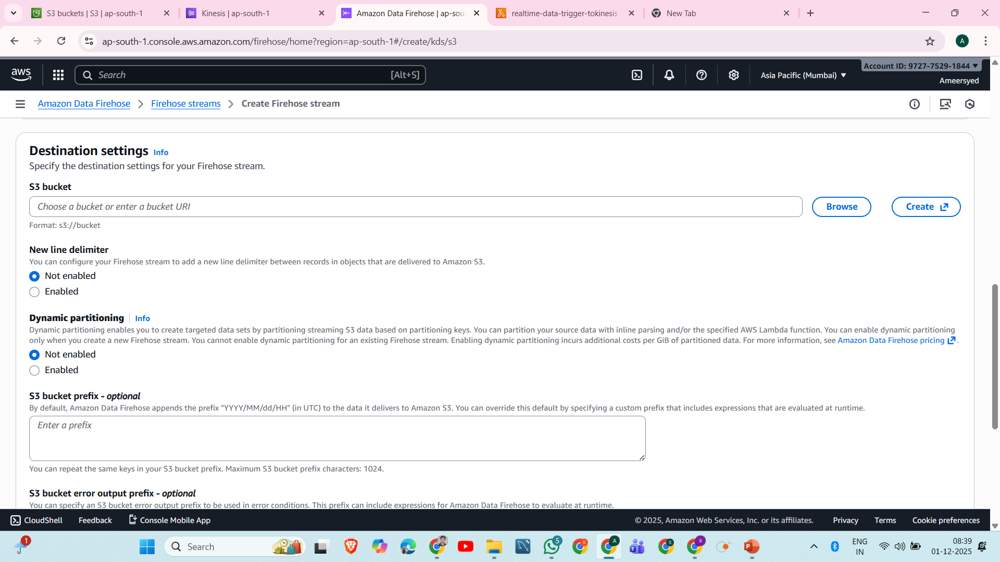 S3 buckets | S3 | ap-south-1
Kinesis | ap-south-1
Amazon Data Firehose | ap-sou
realtime-data-trigger-tokinesis
New Tab
ap-south-1.console.aws.amazon.com/firehose/home?region=ap-south-1#/create/kds/s3
A
aws
Search
[Alt+S]
Asia Pacific (Mumbai)
Account ID: 9727-7529-1844
Ameersyed
Amazon Data Firehose
Firehose streams
Create Firehose stream
Destination settings Info
Specify the destination settings for your Firehose stream.
S3 bucket
Choose a bucket or enter a bucket URI
Browse
Create
Format: s3://bucket
New line delimiter
You can configure your Firehose stream to add a new line delimiter between records in objects that are delivered to Amazon S3.
Not enabled
Enabled
Dynamic partitioning Info
Dynamic partitioning enables you to create targeted data sets by partitioning streaming S3 data based on partitioning keys. You can partition your source data with inline parsing and/or the specified AWS Lambda function. You can enable dynamic partitioning
only when you create a new Firehose stream. You cannot enable dynamic partitioning for an existing Firehose stream. Enabling dynamic partitioning incurs additional costs per GiB of partitioned data. For more information, see Amazon Data Firehose pricing .
Not enabled
Enabled
S3 bucket prefix - optional
By default, Amazon Data Firehose appends the prefix "YYYY/MM/dd/HH" (in UTC) to the data it delivers to Amazon S3. You can override this default by specifying a custom prefix that includes expressions that are evaluated at runtime.
Enter a prefix
You can repeat the same keys in your S3 bucket prefix. Maximum S3 bucket prefix characters: 1024.
S3 bucket error output prefix - optional
You can specify an S3 bucket error output prefix to be used in error conditions. This prefix can include expressions for Amazon Data Firehose to evaluate at runtime.
CloudShell
Feedback
Console Mobile App
© 2025, Amazon Web Services, Inc. or its affiliates.
Privacy
Terms
Cookie preferences
1
Search
5
S
A
S
S
ENG
IN
08:39
01-12-2025